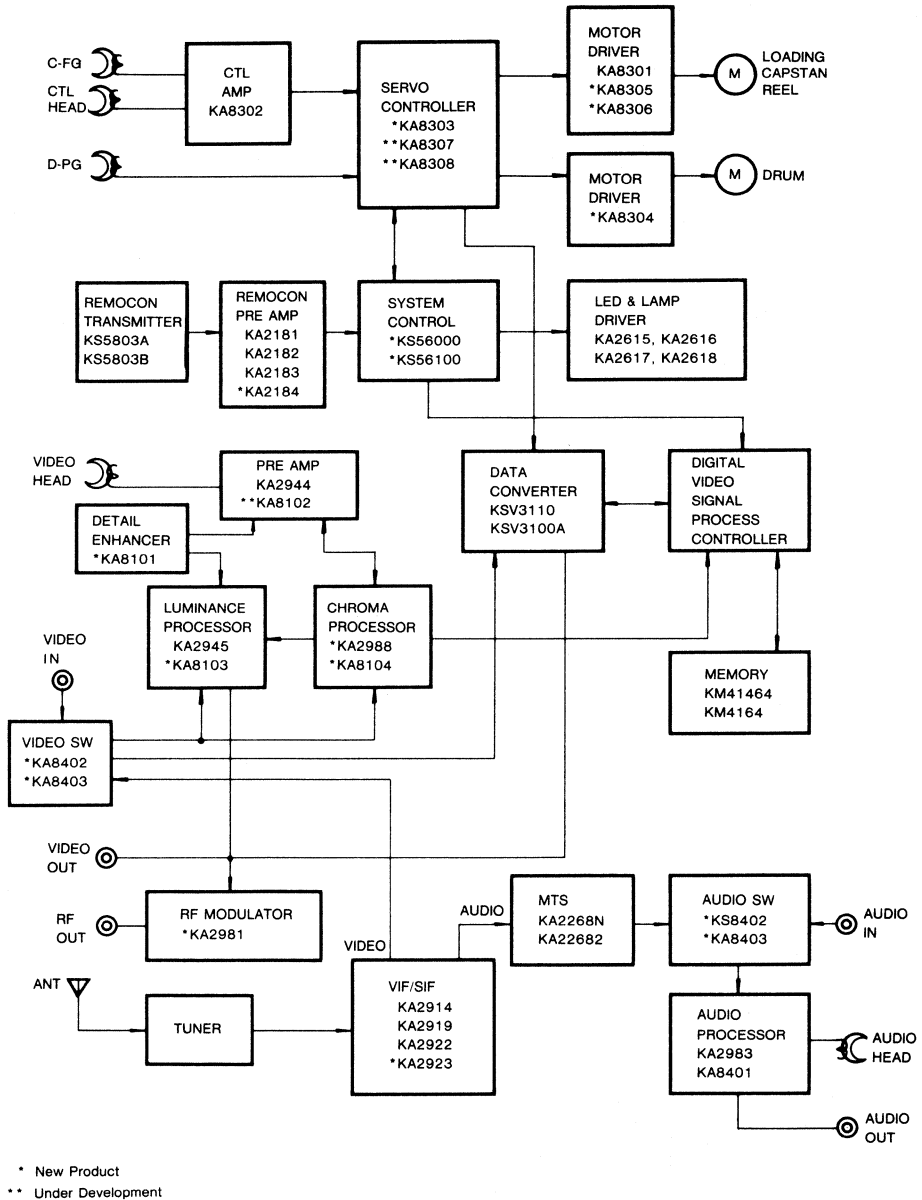 C-FG
CTL
HEAD
D-PG
CTL
AMP
KA8302
SERVO
CONTROLLER
*KA8303
**KA8307
**KA8308
MOTOR
DRIVER
KA8301
*KA8305
*KA8306
M
LOADING
CAPSTAN
REEL
MOTOR
DRIVER
*KA8304
M
DRUM
REMOCON
TRANSMITTER
KS5803A
KS5803B
REMOCON
PRE AMP
KA2181
KA2182
KA2183
*KA2184
SYSTEM
CONTROL
*KS56000
*KS56100
LED & LAMP
DRIVER
KA2615, KA2616
KA2617, KA2618
VIDEO
HEAD
PRE AMP
KA2944
**KA8102
DETAIL
ENHANCER
*KA8101
DATA
CONVERTER
KSV3110
KSV3100A
DIGITAL
VIDEO
SIGNAL
PROCESS
CONTROLLER
LUMINANCE
PROCESSOR
KA2945
*KA8103
CHROMA
PROCESSOR
*KA2988
*KA8104
MEMORY
KM41464
KM4164
VIDEO
IN
VIDEO SW
*KA8402
*KA8403
VIDEO
OUT
RF
OUT
RF MODULATOR
*KA2981
VIDEO
AUDIO
MTS
KA2268N
KA22682
AUDIO SW
*KS8402
*KA8403
AUDIO
IN
ANT
TUNER
VIF/SIF
KA2914
KA2919
KA2922
*KA2923
AUDIO
PROCESSOR
KA2983
KA8401
AUDIO
HEAD
AUDIO
OUT
* New Product
** Under Development